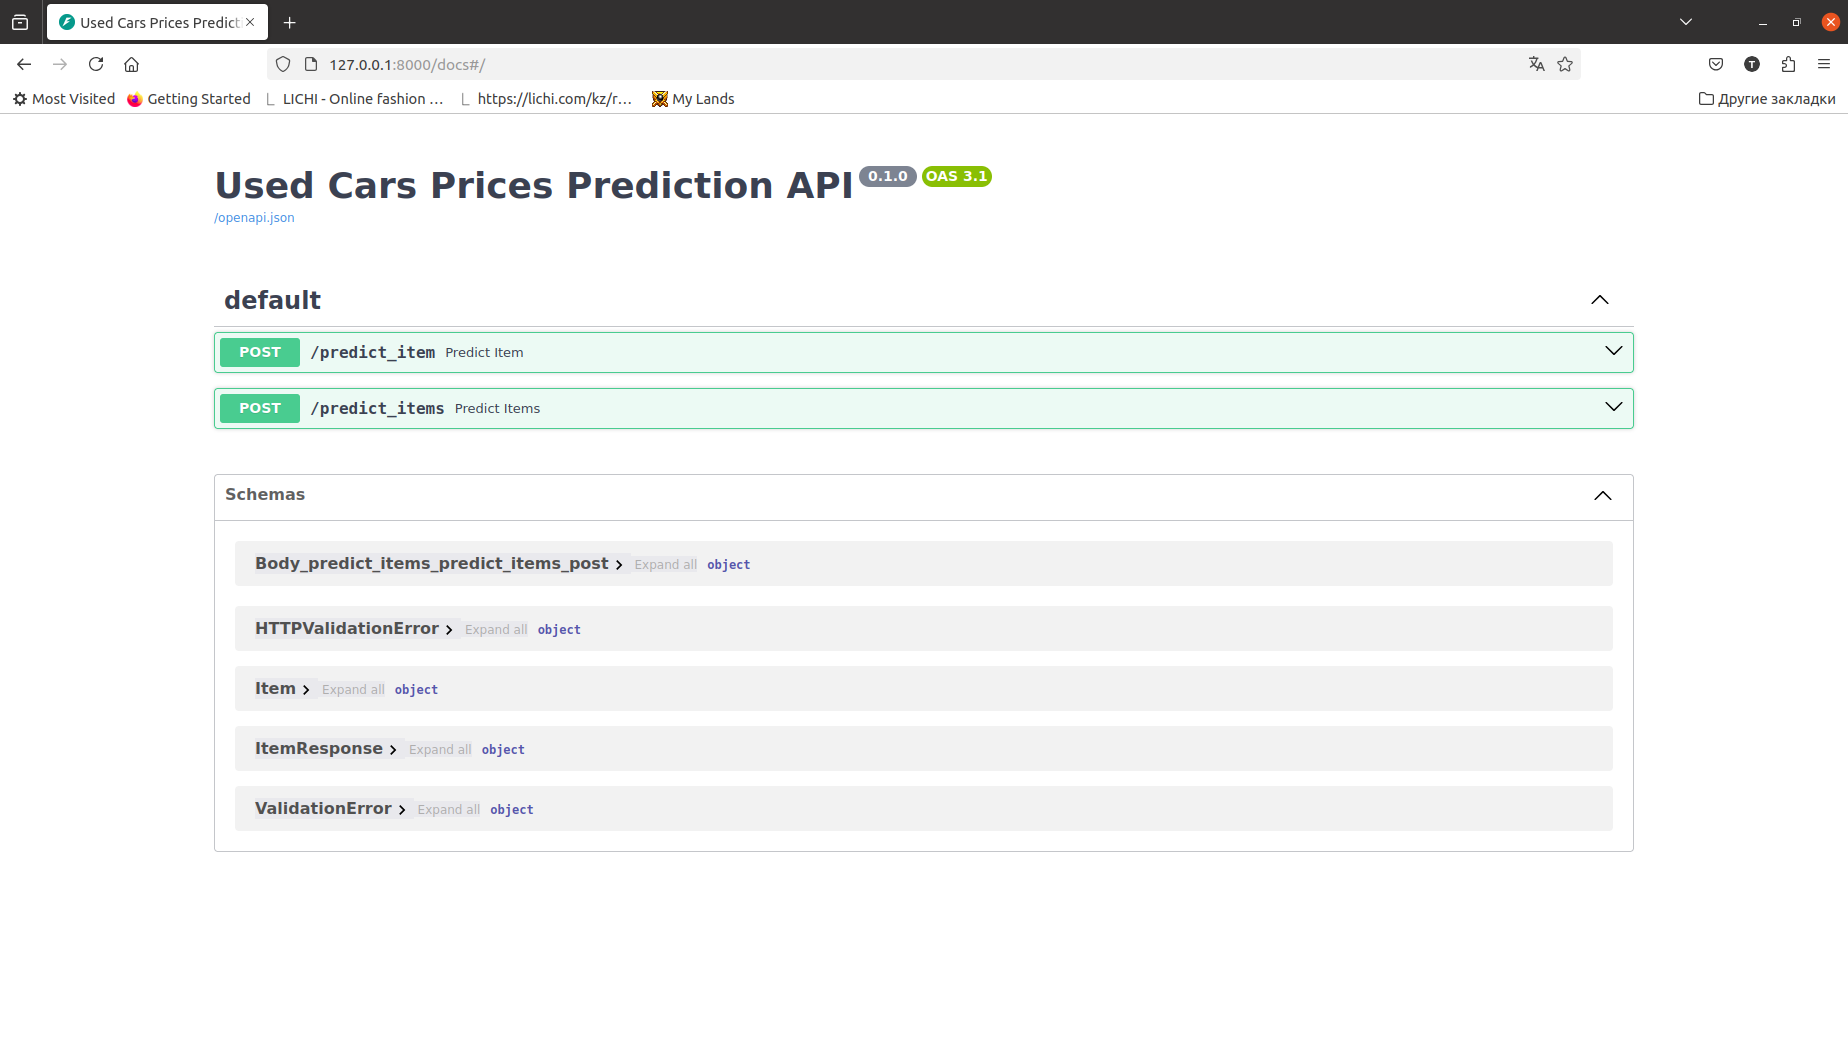 Used Cars Prices Predict
127.0.0.1:8000/docs#/
Most Visited Getting Started LICHI - Online fashion … https://lichi.com/kz/r… My Lands Другие закладки
Used Cars Prices Prediction API 0.1.0 OAS 3.1
/openapi.json
default
POST /predict_item Predict Item
POST /predict_items Predict Items
Schemas
Body_predict_items_predict_items_post Expand all object
HTTPValidationError Expand all object
Item Expand all object
ItemResponse Expand all object
ValidationError Expand all object